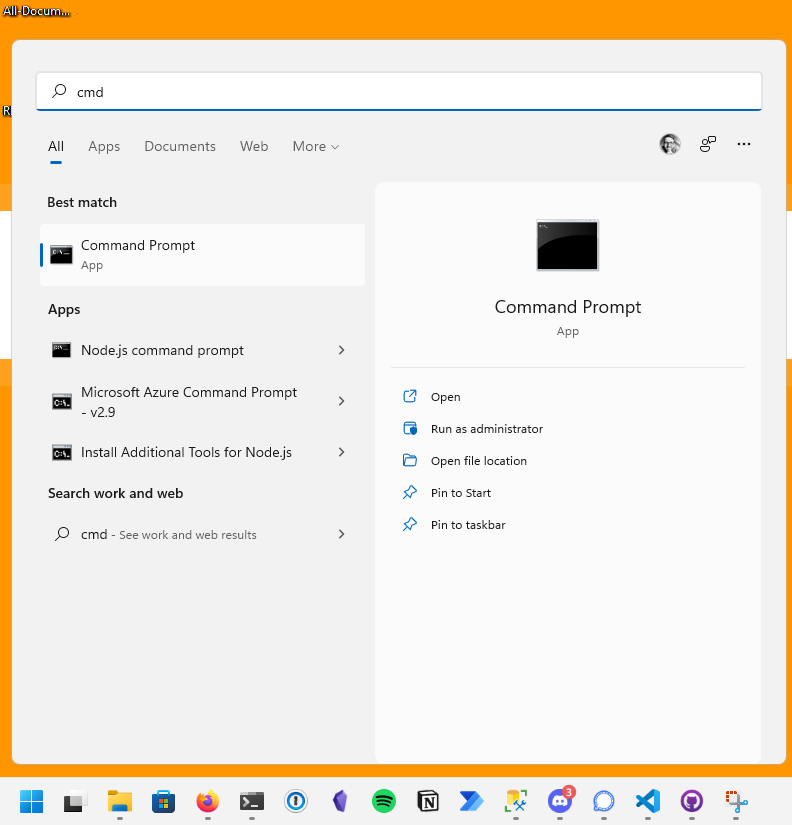 All-Docum...
cmd
All
Apps
Documents
Web
More
Best match
Command Prompt
App
Apps
Node.js command prompt
Microsoft Azure Command Prompt
- v2.9
Install Additional Tools for Node.js
Search work and web
cmd - See work and web results
Command Prompt
App
Open
Run as administrator
Open file location
Pin to Start
Pin to taskbar
3